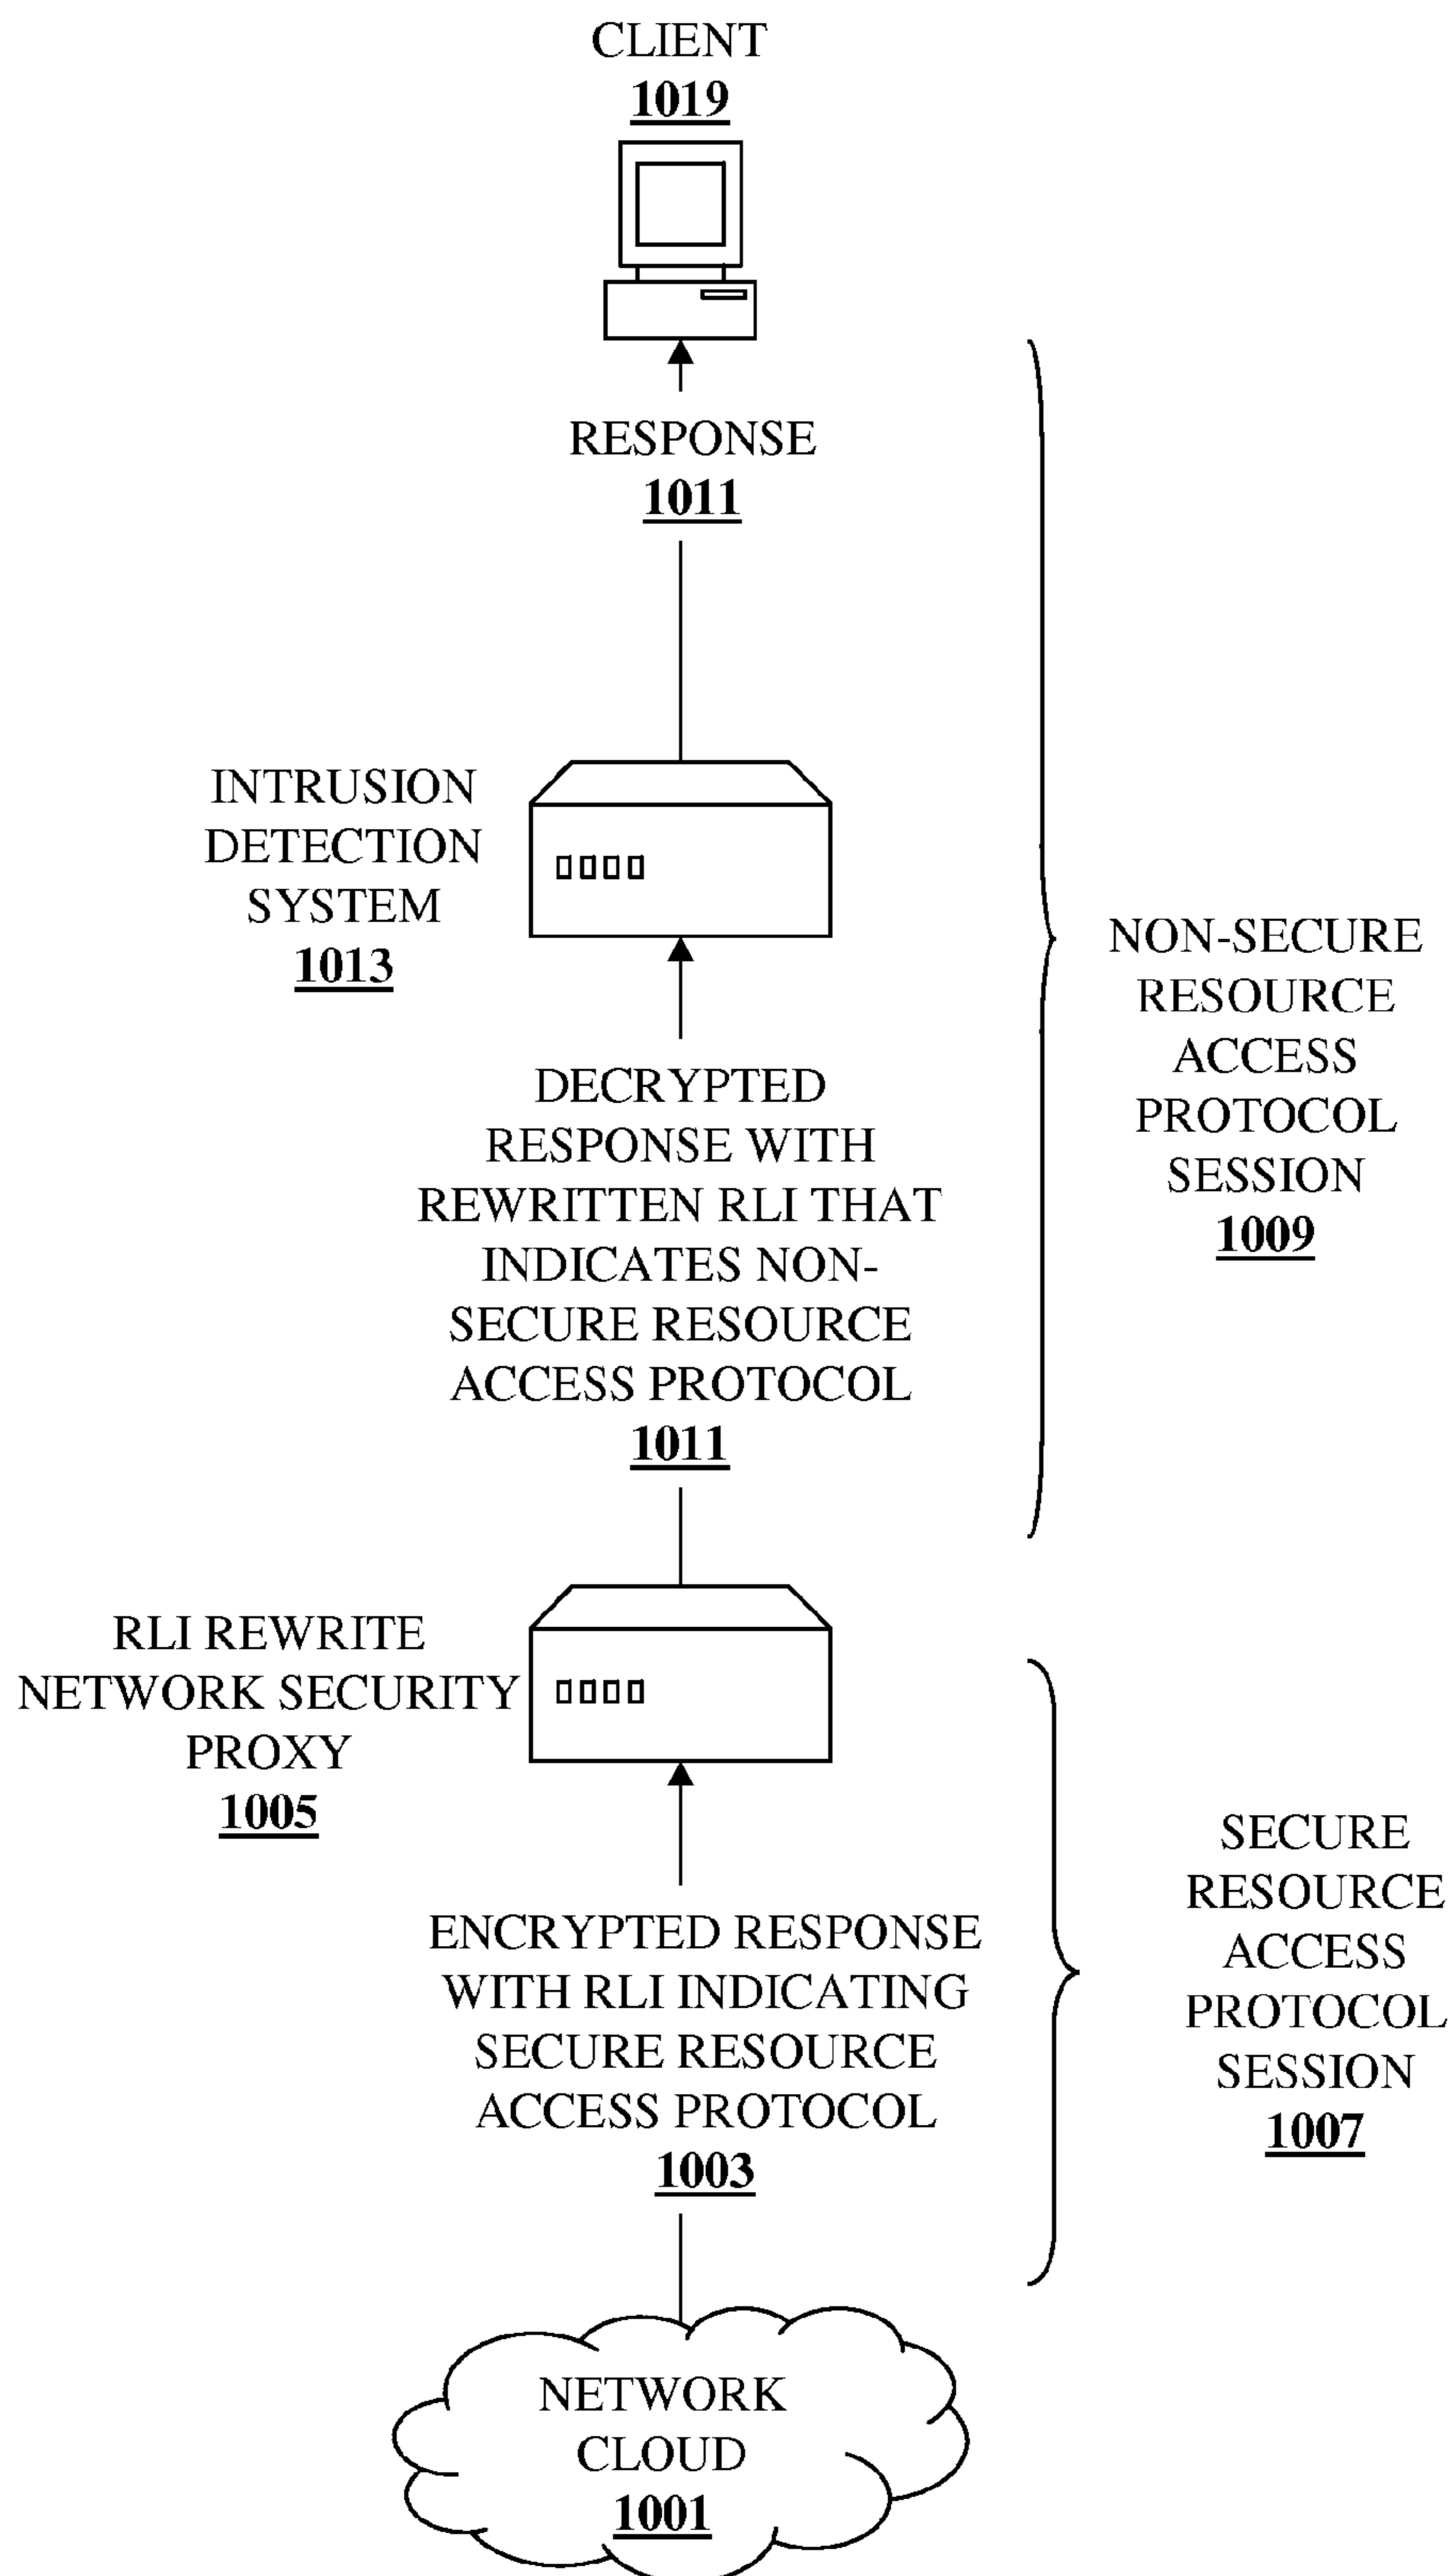 CLIENT
1019
RESPONSE
1011
INTRUSION
DETECTION
SYSTEM
1013
NON-SECURE
RESOURCE
ACCESS
PROTOCOL
SESSION
1009
DECRYPTED
RESPONSE WITH
REWRITTEN RLI THAT
INDICATES NON-
SECURE RESOURCE
ACCESS PROTOCOL
1011
RLI REWRITE
NETWORK SECURITY
PROXY
1005
SECURE
RESOURCE
ACCESS
PROTOCOL
SESSION
1007
ENCRYPTED RESPONSE
WITH RLI INDICATING
SECURE RESOURCE
ACCESS PROTOCOL
1003
NETWORK
CLOUD
1001